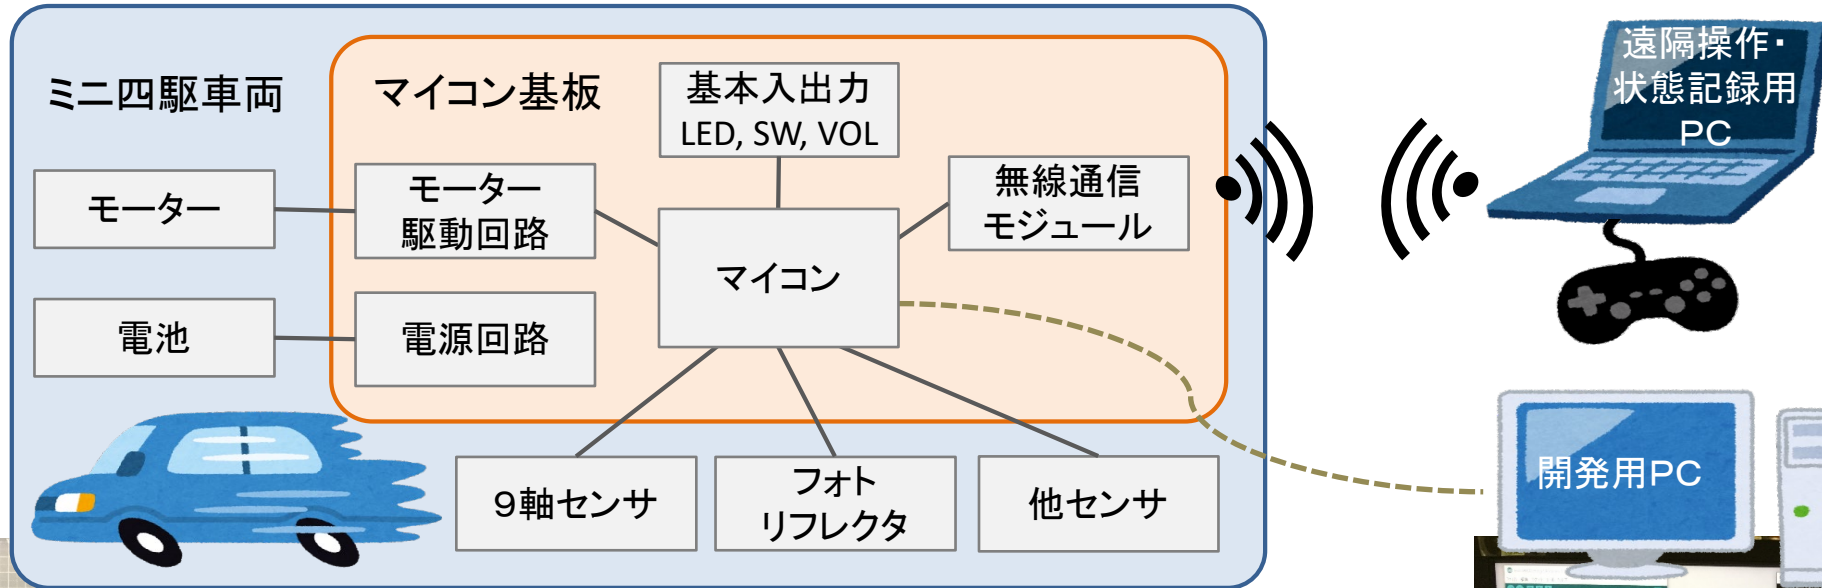 ミニ四駆車両
マイコン基板
基本入出力
LED, SW, VOL
遠隔操作・
状態記録用
PC
モーター
モーター
駆動回路
無線通信
モジュール
マイコン
電池
電源回路
9軸センサ
フォト
リフレクタ
他センサ
開発用PC